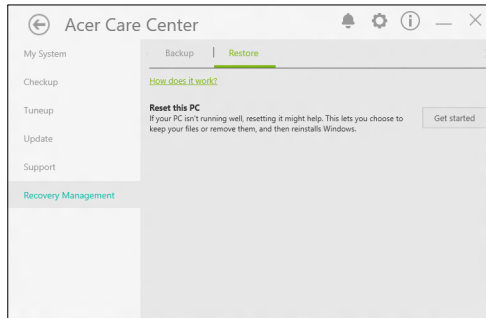 Acer Care Center
My System
Checkup
Tuneup
Update
Support
Recovery Management
Backup | Restore
How does it work?
Reset this PC
If your PC isn't running well, resetting it might help. This lets you choose to
keep your files or remove them, and then reinstalls Windows.
Get started